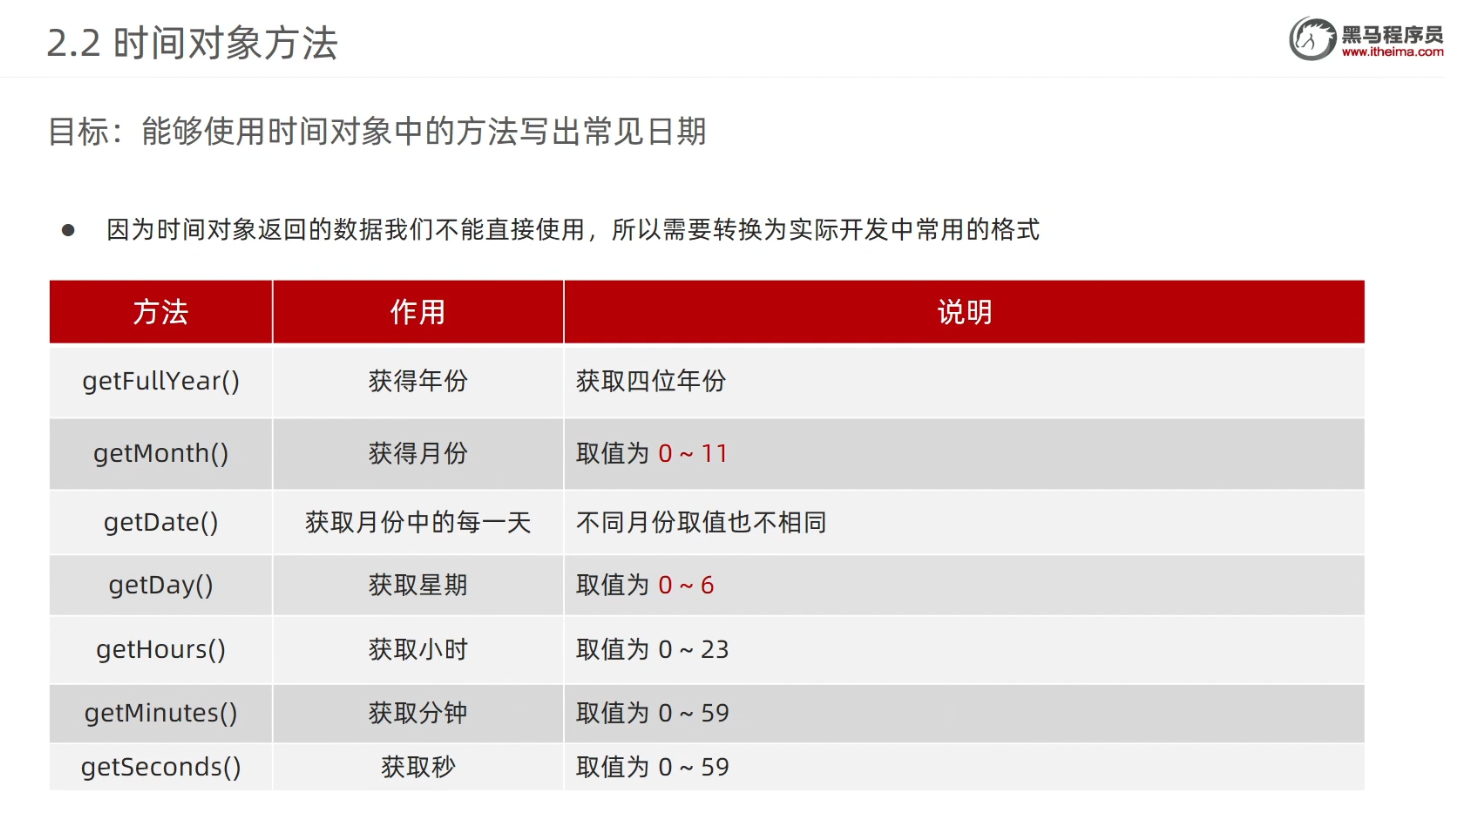 2.2 时间对象方法
黑马程序员
www.itheima.com
目标：能够使用时间对象中的方法写出常见日期
● 因为时间对象返回的数据我们不能直接使用，所以需要转换为实际开发中常用的格式
方法 作用 说明
getFullYear() 获得年份 获取四位年份
getMonth() 获得月份 取值为 0 ~ 11
getDate() 获取月份中的每一天 不同月份取值也不相同
getDay() 获取星期 取值为 0 ~ 6
getHours() 获取小时 取值为 0 ~ 23
getMinutes() 获取分钟 取值为 0 ~ 59
getSeconds() 获取秒 取值为 0 ~ 59